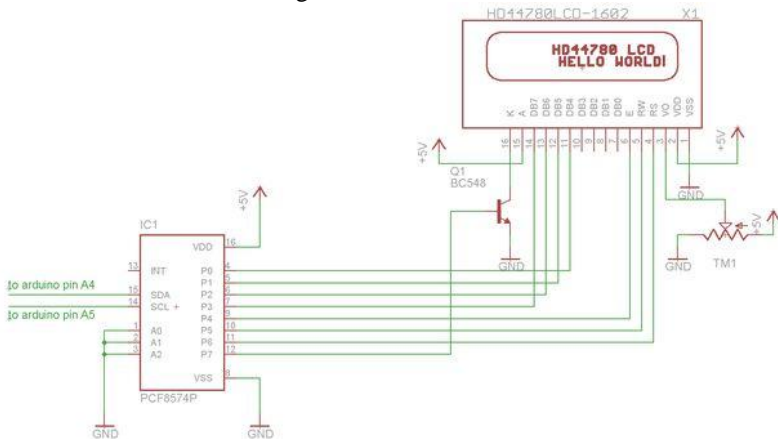 HD44780LCD-1602 X1
HD44780 LCD
HELLO WORLD!
K A DB7 DB6 DB5 DB4 DB3 DB2 DB1 DB0 E RW RS VO VDD VSS
16 15 14 13 12 11 10 9 8 7 6 5 4 3 2 1
+5V
Q1
BC548
+5V
GND
+5V
GND
TM1
GND
+5V
IC1
VDD 16
13 INT P0 4
P1 5
to arduino pin A4
15 SDA P2 6
14 SCL + P3 7
to arduino pin A5
P4 9
1 A0 P5 10
2 A1 P6 11
3 A2 P7 12
VSS 8
PCF8574P
GND
GND